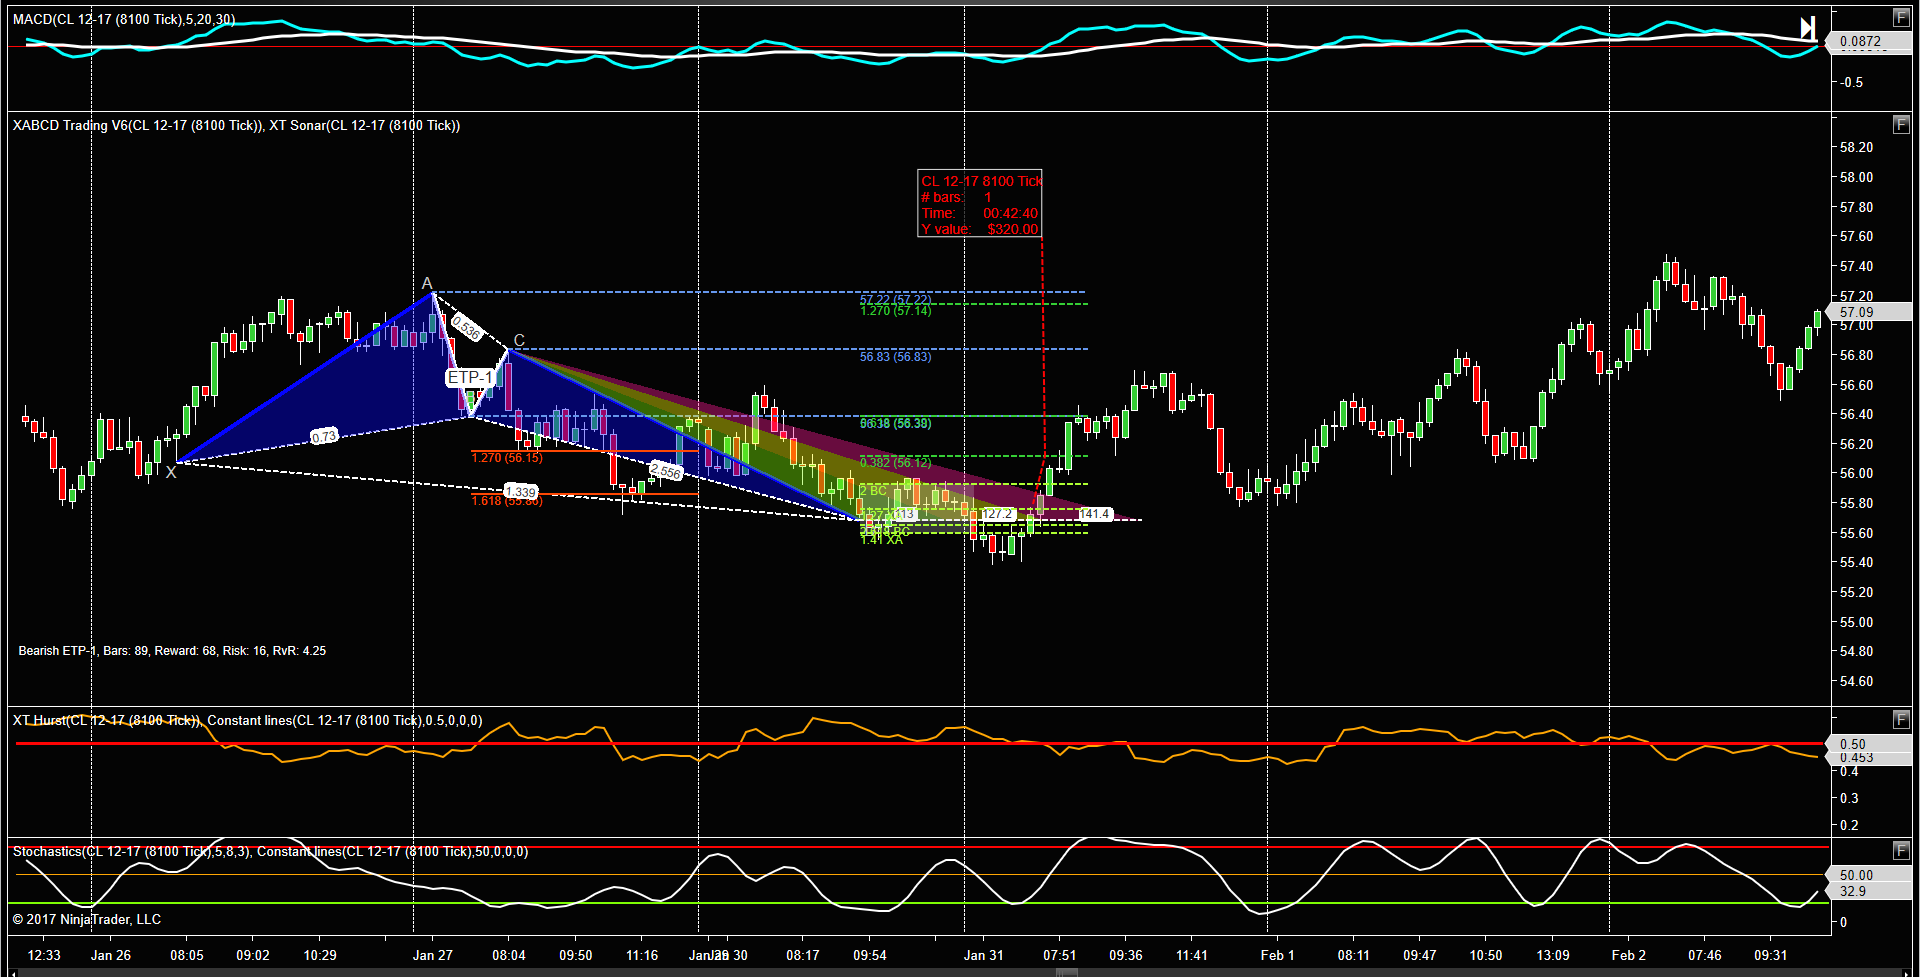 MACD(CL 12-17 (8100 Tick),5,20,30)
F
0.0872
-0.5
XABCD Trading V6(CL 12-17 (8100 Tick)), XT Sonar(CL 12-17 (8100 Tick))
F
58.20
58.00
57.80
57.60
57.40
57.20
57.09
57.00
56.80
56.60
56.40
56.20
56.00
55.80
55.60
55.40
55.20
55.00
54.80
54.60
CL 12-17 8100 Tick
# bars: 1
Time: 00:42:40
Y value: $320.00
A
57.22 (57.22)
1.270 (57.14)
0.536
C
56.83 (56.83)
ETP-1
B
0.73
X
1.270 (56.15)
2.556
0.382 (56.12)
1.339
1.618 (55.86)
2 BC
113
127.2
141.4
1.41 XA
Bearish ETP-1, Bars: 89, Reward: 68, Risk: 16, RvR: 4.25
XT Hurst(CL 12-17 (8100 Tick)), Constant lines(CL 12-17 (8100 Tick),0.5,0,0,0)
F
0.50
0.453
0.4
0.3
0.2
Stochastics(CL 12-17 (8100 Tick),5,8,3), Constant lines(CL 12-17 (8100 Tick),50,0,0,0)
F
50.00
32.9
0
© 2017 NinjaTrader, LLC
12:33 Jan 26 08:05 09:02 10:29 Jan 27 08:04 09:50 11:16 Jan 30 08:17 09:54 Jan 31 07:51 09:36 11:41 Feb 1 08:11 09:47 10:50 13:09 Feb 2 07:46 09:31